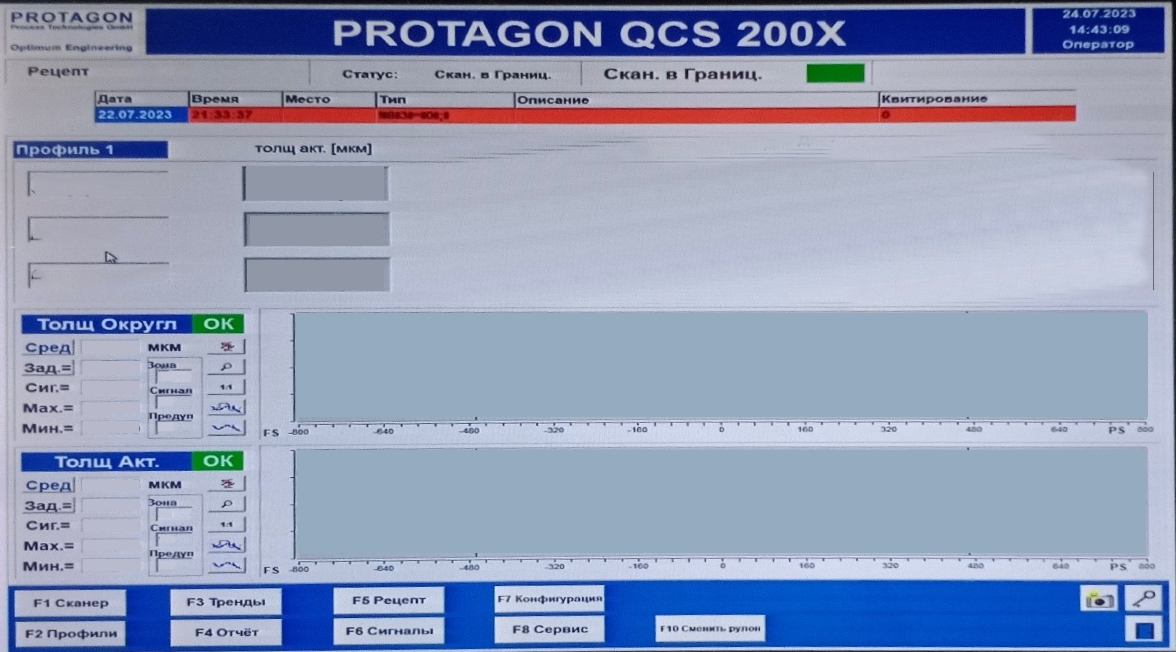 PROTAGON
Process Technologies GmbH
Optimum Engineering
PROTAGON QCS 200X
24.07.2023
14:43:09
Оператор
Рецепт
Статус: Скан. в Границ. Скан. в Границ.
Дата Время Место Тип Описание Квитирование
22.07.2023 21:33:37 0
Профиль 1 толщ акт. [мкм]
Толщ Округл OK
Сред мкм
Зад.= Зона
Сиг.= Сигнал 1:1
Мах.= Предуп
Мин.=
FS -800 -640 -480 -320 -160 0 160 320 480 640 PS 800
Толщ Акт. OK
Сред мкм
Зад.= Зона
Сиг.= Сигнал 1:1
Мах.= Предуп
Мин.=
FS -800 -640 -480 -320 -160 0 160 320 480 640 PS 800
F1 Сканер F3 Тренды F5 Рецепт F7 Конфигурация
F2 Профили F4 Отчёт F6 Сигналы F8 Сервис F10 Сменить рулон